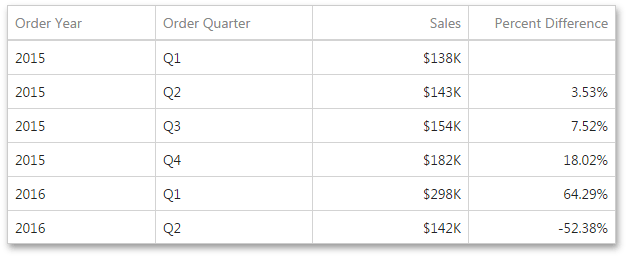 Order Year Order Quarter Sales Percent Difference
2015 Q1 $138K
2015 Q2 $143K 3.53%
2015 Q3 $154K 7.52%
2015 Q4 $182K 18.02%
2016 Q1 $298K 64.29%
2016 Q2 $142K -52.38%